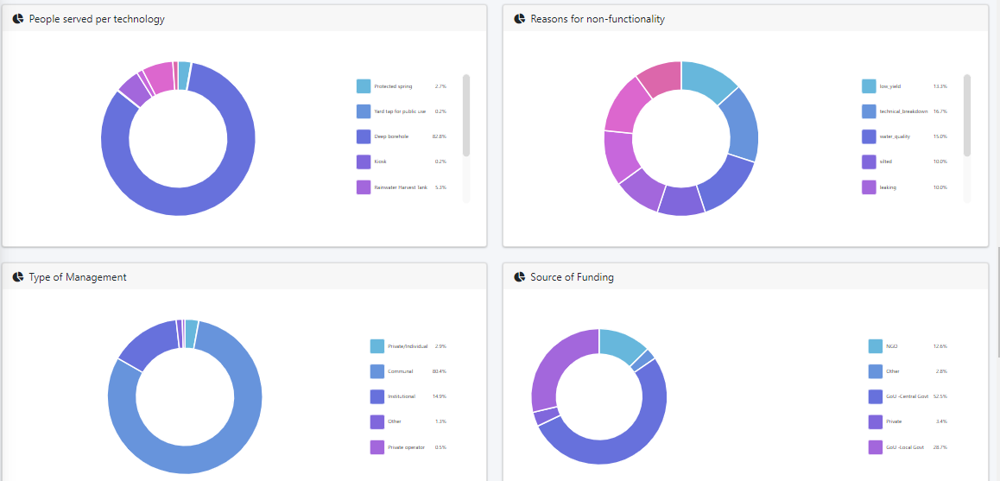 People served per technology
Protected spring 2.7%
Yard tap for public use 0.2%
Deep borehole 82.8%
Kiosk 0.2%
Rainwater Harvest Tank 5.3%
Reasons for non-functionality
low_yield 13.3%
technical_breakdown 16.7%
water_quality 15.0%
silted 10.0%
leaking 10.0%
Type of Management
Private/Individual 2.9%
Communal 80.4%
Institutional 14.9%
Other 1.3%
Private operator 0.5%
Source of Funding
NGO 12.6%
Other 2.8%
GoU -Central Govt 52.5%
Private 3.4%
GoU -Local Govt 28.7%